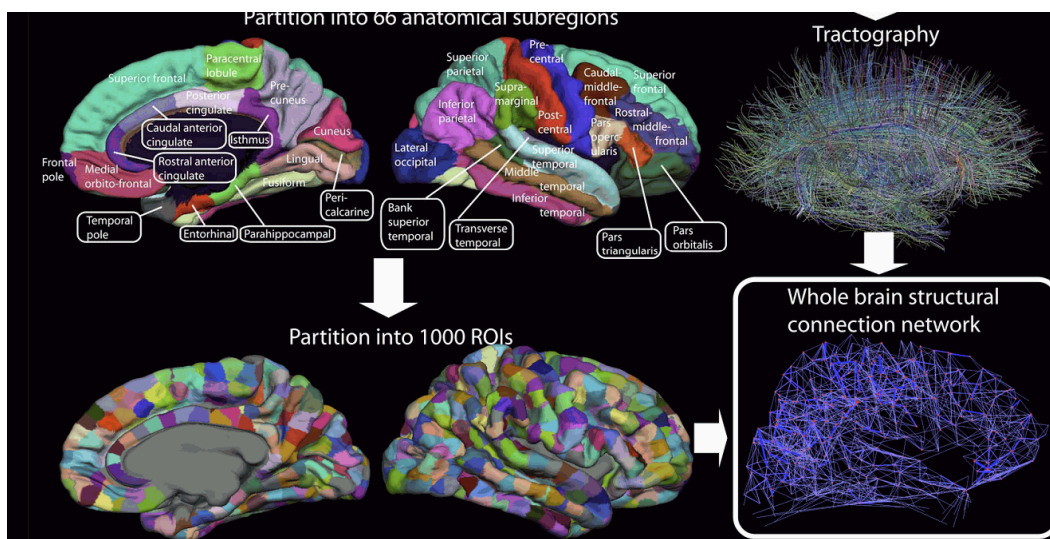 Partition into 66 anatomical subregions
Paracentral
lobule
Superior frontal
Pre-
cuneus
Posterior
cingulate
Caudal anterior
cingulate
Isthmus
Cuneus
Rostral anterior
cingulate
Lingual
Frontal
pole
Medial
orbito-frontal
Fusiform
Peri-
calcarine
Temporal
pole
Entorhinal
Parahippocampal
Superior
parietal
Pre-
central
Caudal-
middle-
frontal
Superior
frontal
Supra-
marginal
Inferior
parietal
Post-
central
Rostral-
middle-
frontal
Pars
opercularis
Lateral
occipital
Superior
temporal
Middle
temporal
Inferior
temporal
Bank
superior
temporal
Transverse
temporal
Pars
triangularis
Pars
orbitalis
Tractography
Partition into 1000 ROIs
Whole brain structural
connection network